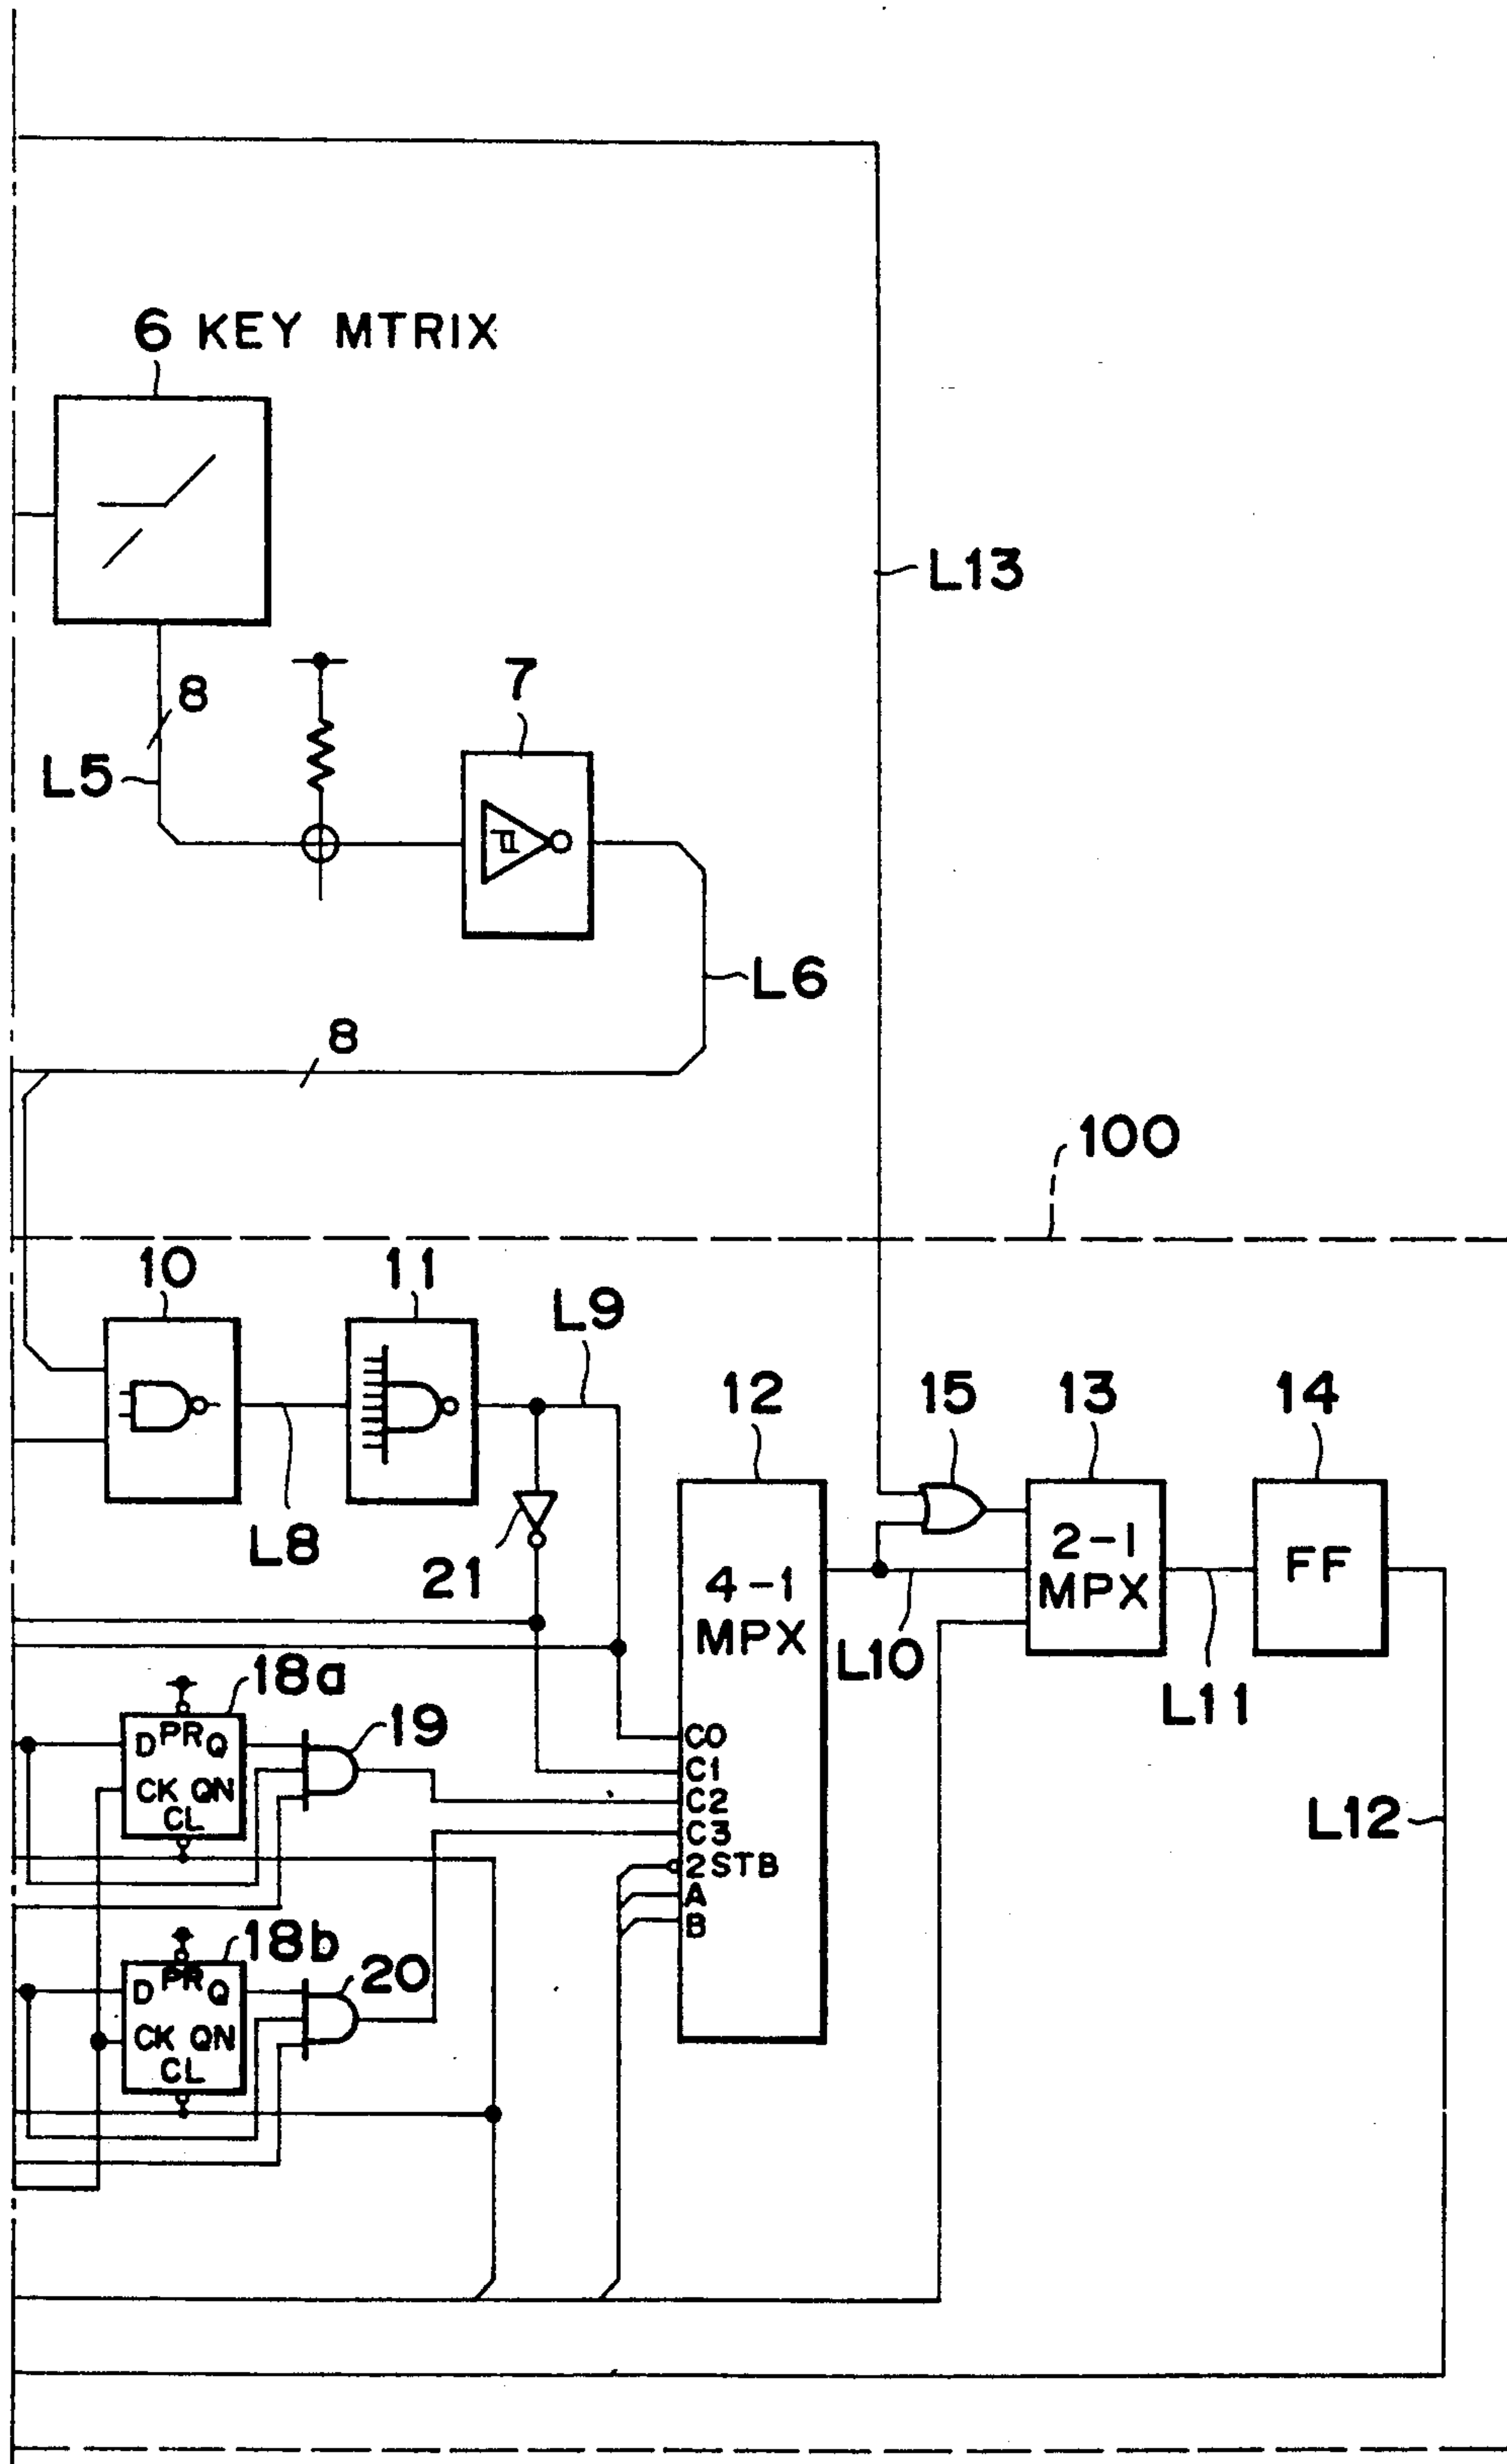 6 KEY MTRIX
L13
8
7
L5
L6
8
100
10
11
L9
12
15
13
14
L8
21
4-1
MPX
2-1
MPX
FF
L10
L11
18a
D PR Q
CK QN
CL
19
C0
C1
C2
C3
2STB
A
B
L12
18b
D PR Q
CK QN
CL
20